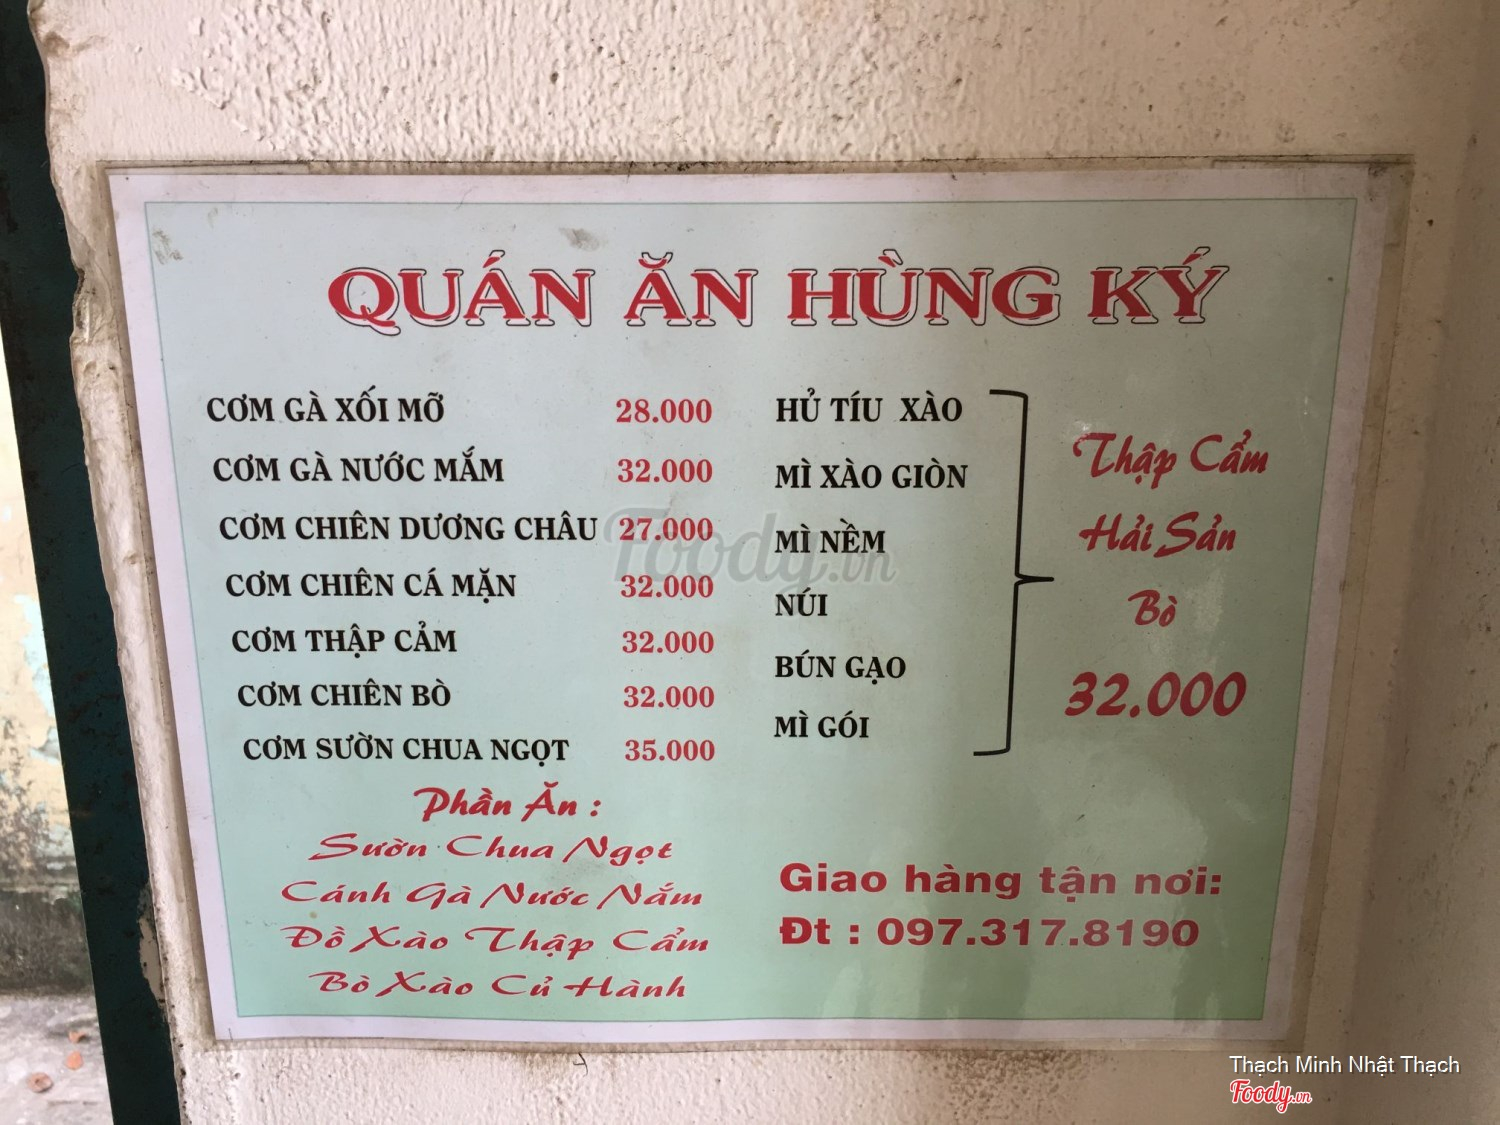 QUÁN ĂN HÙNG KÝ
CƠM GÀ XỐI MỠ 28.000
CƠM GÀ NƯỚC MẮM 32.000
CƠM CHIÊN DƯƠNG CHÂU 27.000
CƠM CHIÊN CÁ MẶN 32.000
CƠM THẬP CẢM 32.000
CƠM CHIÊN BÒ 32.000
CƠM SƯỜN CHUA NGỌT 35.000
Phần Ăn :
Sườn Chua Ngọt
Cánh Gà Nước Nắm
Đồ Xào Thập Cẩm
Bò Xào Củ Hành
HỦ TÍU XÀO
MÌ XÀO GIÒN
MÌ NỀM
NÚI
BÚN GẠO
MÌ GÓI
Thập Cẩm
Hải Sản
Bò
32.000
Giao hàng tận nơi:
Đt : 097.317.8190
Foody.vn
Thạch Minh Nhật Thạch
Foody.vn